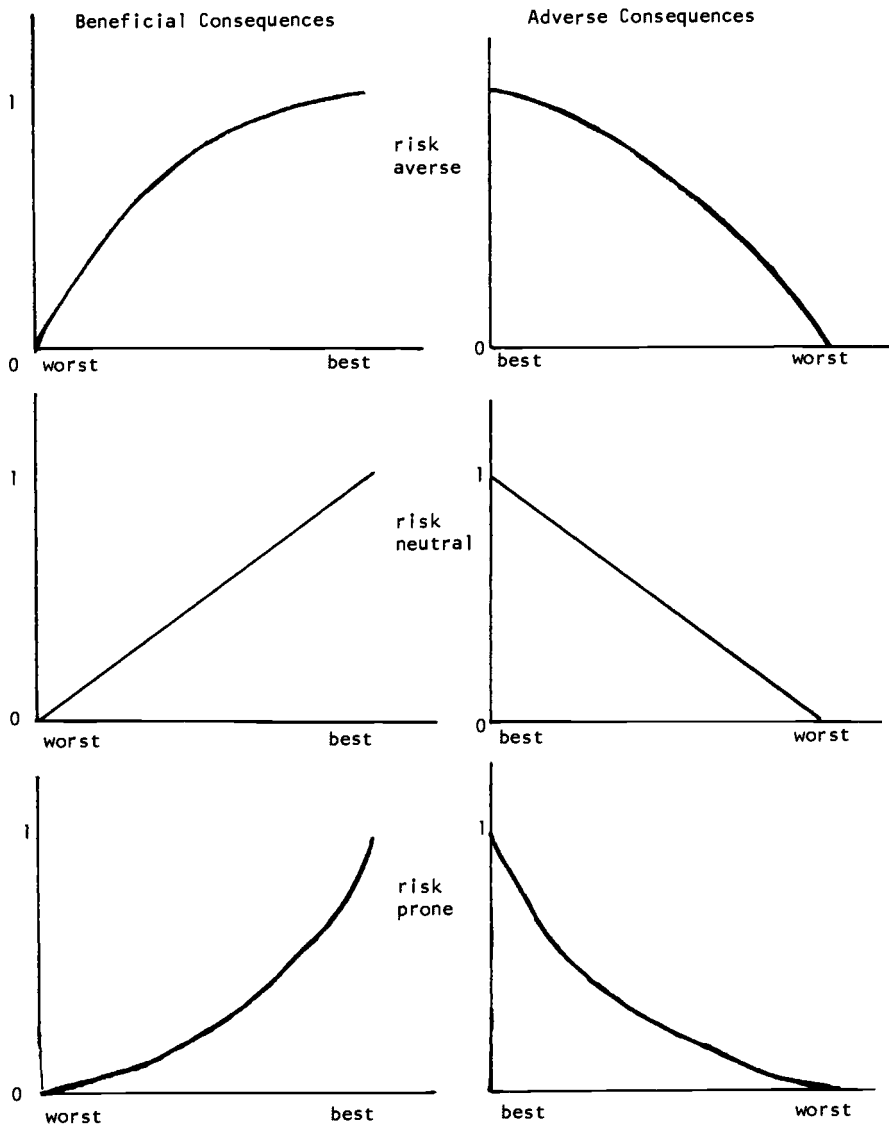 Beneficial Consequences
Adverse Consequences
1
risk
averse
0 worst best
0
best worst
1
risk
neutral
1
0
worst best
0
best worst
1
risk
prone
1
0
worst best
best worst